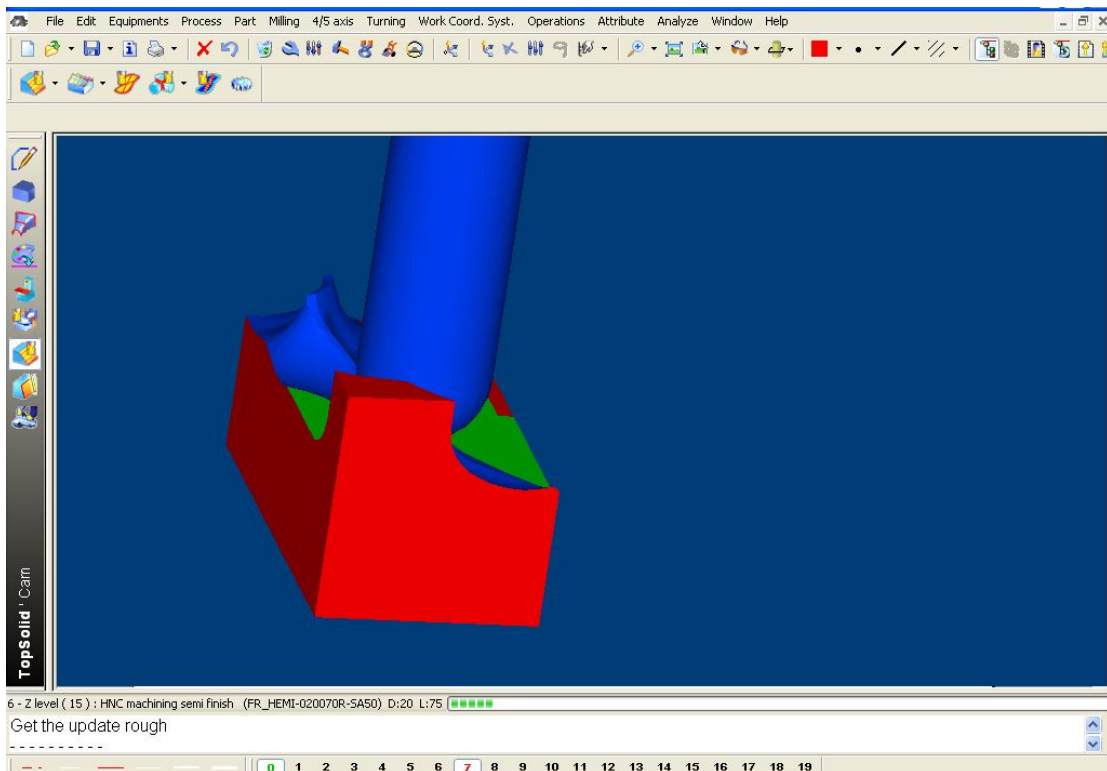 File Edit Equipments Process Part Milling 4/5 axis Turning Work Coord. Syst. Operations Attribute Analyze Window Help
TopSolid'Cam
6 - Z level ( 15 ) : HNC machining semi finish (FR_HEMI-020070R-SA50) D:20 L:75
Get the update rough
- - - - - - - - - -
0 1 2 3 4 5 6 7 8 9 10 11 12 13 14 15 16 17 18 19